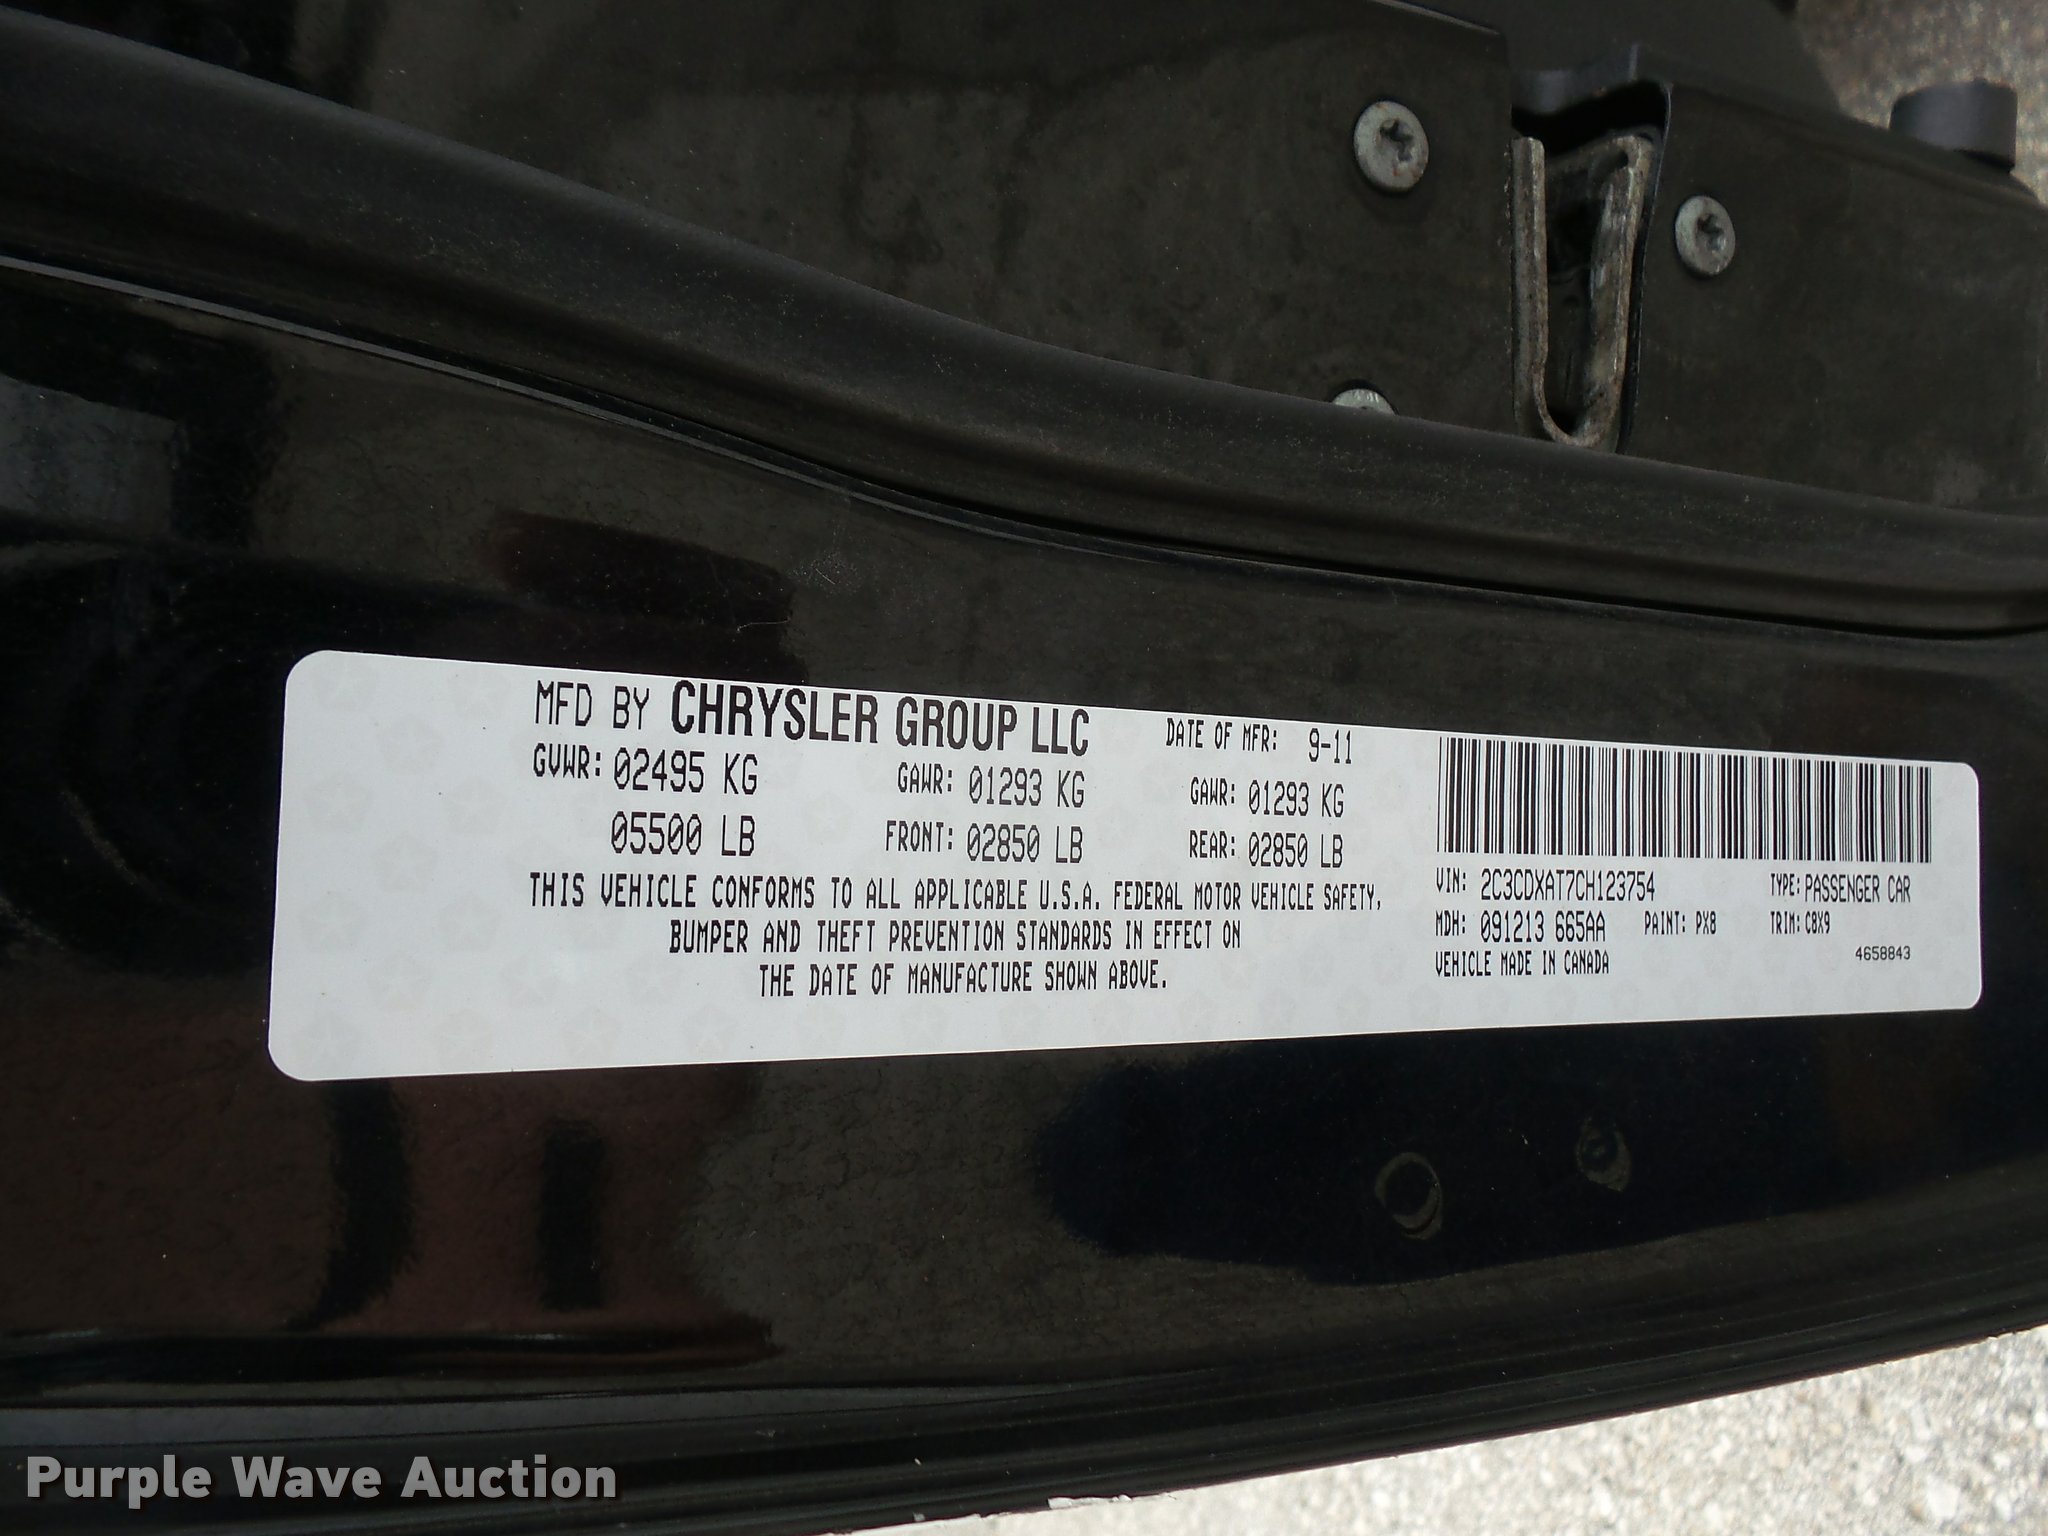 MFD BY CHRYSLER GROUP LLC DATE OF MFR: 9-11
GVWR: 02495 KG GAWR: 01293 KG GAWR: 01293 KG
05500 LB FRONT: 02850 LB REAR: 02850 LB
THIS VEHICLE CONFORMS TO ALL APPLICABLE U.S.A. FEDERAL MOTOR VEHICLE SAFETY,
BUMPER AND THEFT PREVENTION STANDARDS IN EFFECT ON
THE DATE OF MANUFACTURE SHOWN ABOVE.
VIN: 2C3CDXAT7CH123754 TYPE: PASSENGER CAR
MDH: 091213 665AA PAINT: PX8 TRIM: C8X9
VEHICLE MADE IN CANADA 4658843
Purple Wave Auction